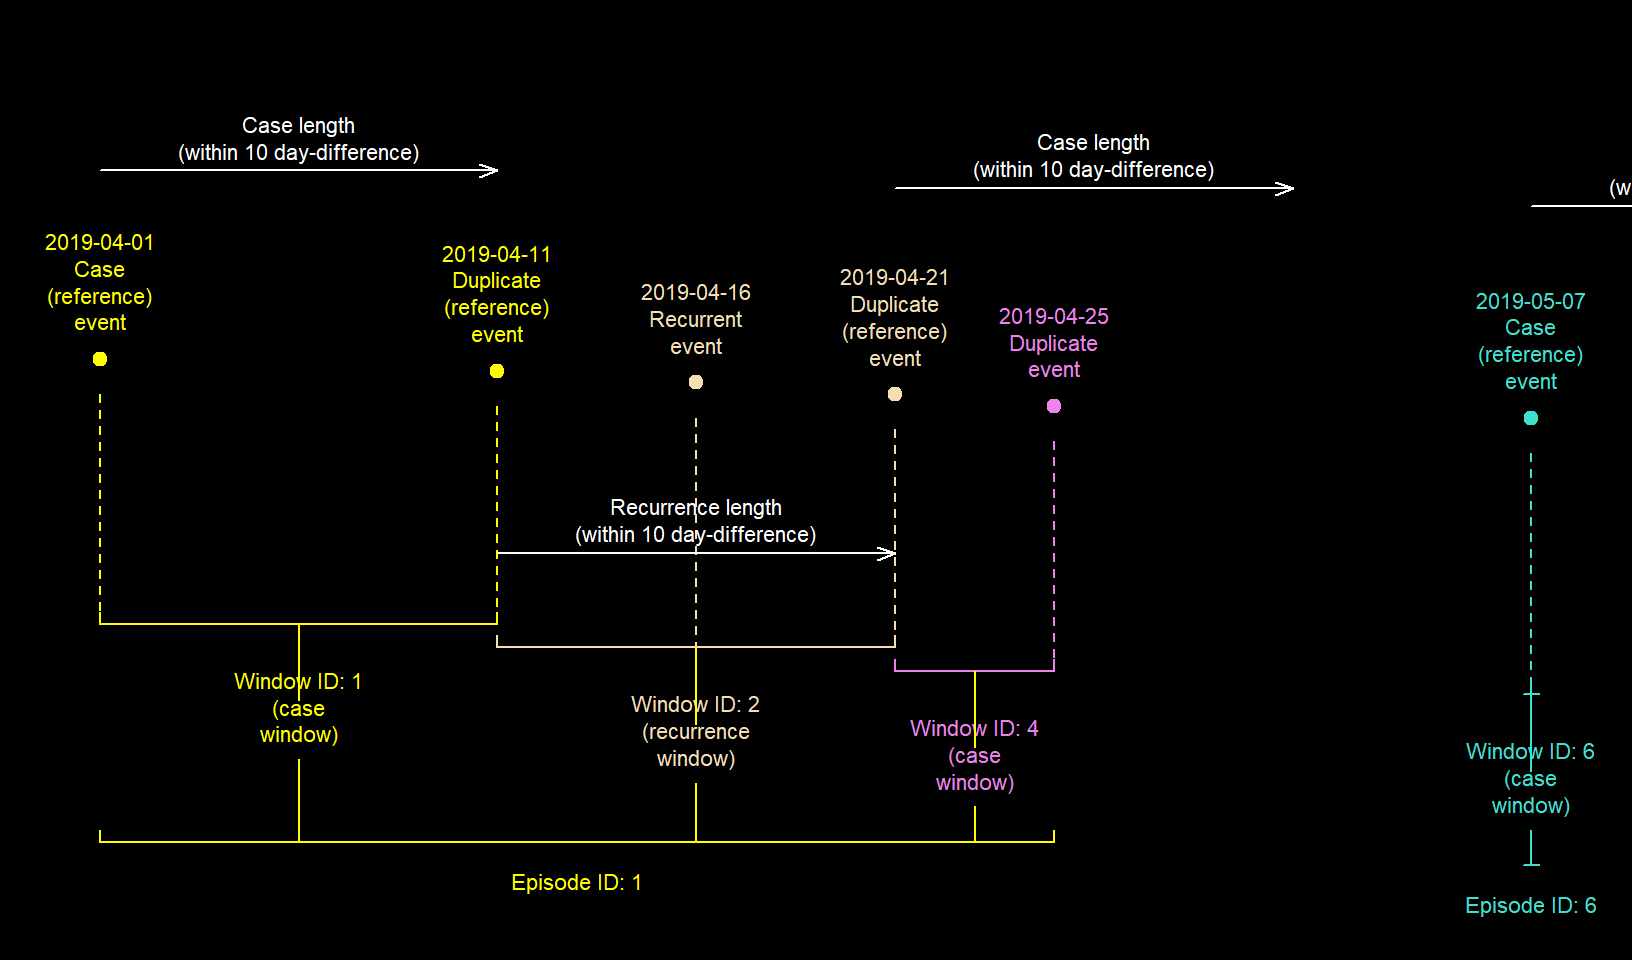 Case length
(within 10 day-difference)
Case length
(within 10 day-difference)
(w
2019-04-01
Case
(reference)
event
2019-04-11
Duplicate
(reference)
event
2019-04-16
Recurrent
event
2019-04-21
Duplicate
(reference)
event
2019-04-25
Duplicate
event
2019-05-07
Case
(reference)
event
Recurrence length
(within 10 day-difference)
Window ID: 1
(case
window)
Window ID: 2
(recurrence
window)
Window ID: 4
(case
window)
Window ID: 6
(case
window)
Episode ID: 1
Episode ID: 6